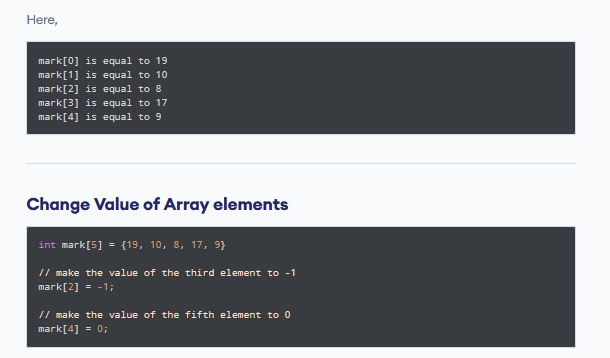 Here,
mark[0] is equal to 19
mark[1] is equal to 10
mark[2] is equal to 8
mark[3] is equal to 17
mark[4] is equal to 9
Change Value of Array elements
int mark[5] = {19, 10, 8, 17, 9}
// make the value of the third element to -1
mark[2] = -1;
// make the value of the fifth element to 0
mark[4] = 0;